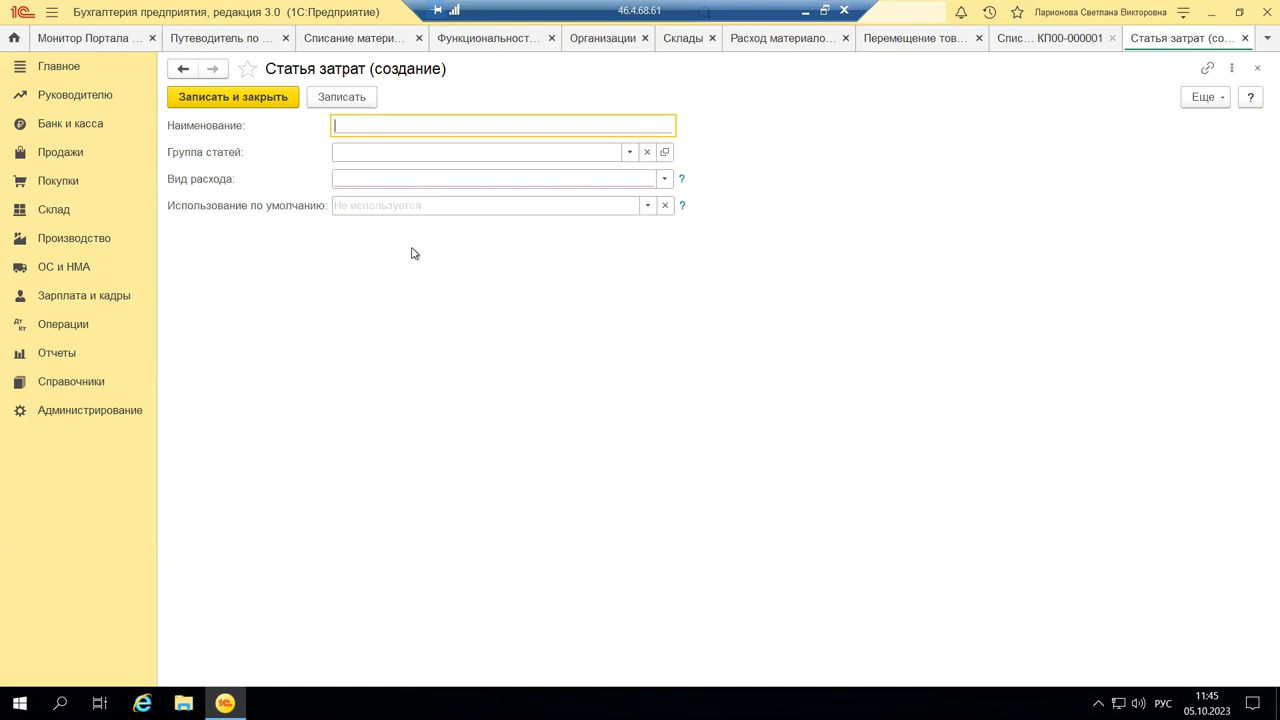 Бухгалтерия предприятия, редакция 3.0 (1С:Предприятие)
46.4.68.61
Ларионова Светлана Викторовна
Монитор Портала ...
Путеводитель по ...
Списание матери...
Функциональност...
Организации
Склады
Расход материало...
Перемещение тов...
Спис... КП00-000001
Статья затрат (со...
Главное
Руководителю
Банк и касса
Продажи
Покупки
Склад
Производство
ОС и НМА
Зарплата и кадры
Дт
Кт
Операции
Отчеты
Справочники
Администрирование
Статья затрат (создание)
Записать и закрыть
Записать
Еще
?
Наименование:
Группа статей:
Вид расхода:
?
Использование по умолчанию:
Не используется
?
РУС
11:45
05.10.2023